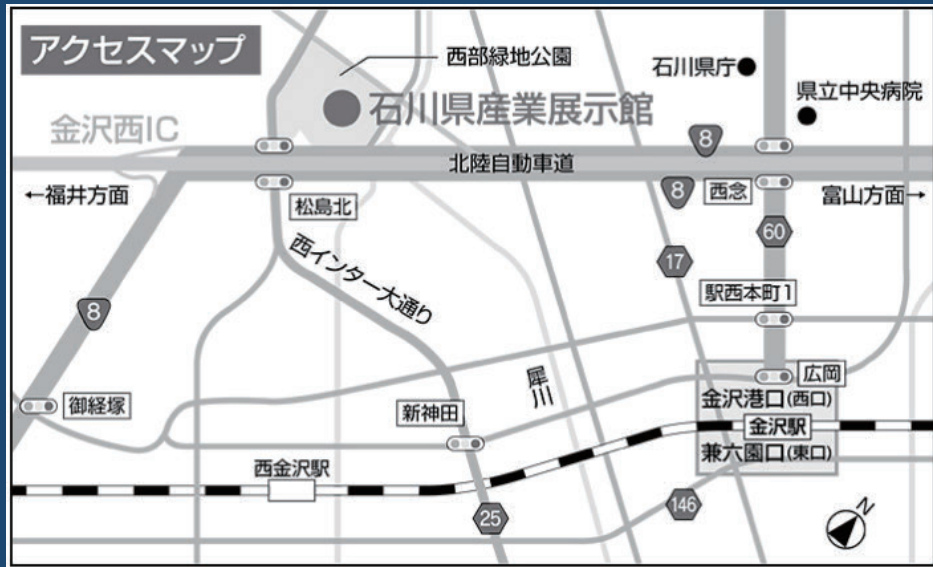 アクセスマップ
西部緑地公園
石川県庁
県立中央病院
石川県産業展示館
金沢西IC
8
北陸自動車道
←福井方面
松島北
8
西念
富山方面→
60
17
西インター大通り
駅西本町1
8
御経塚
広岡
犀川
新神田
金沢港口(西口)
金沢駅
兼六園口(東口)
西金沢駅
25
146
N